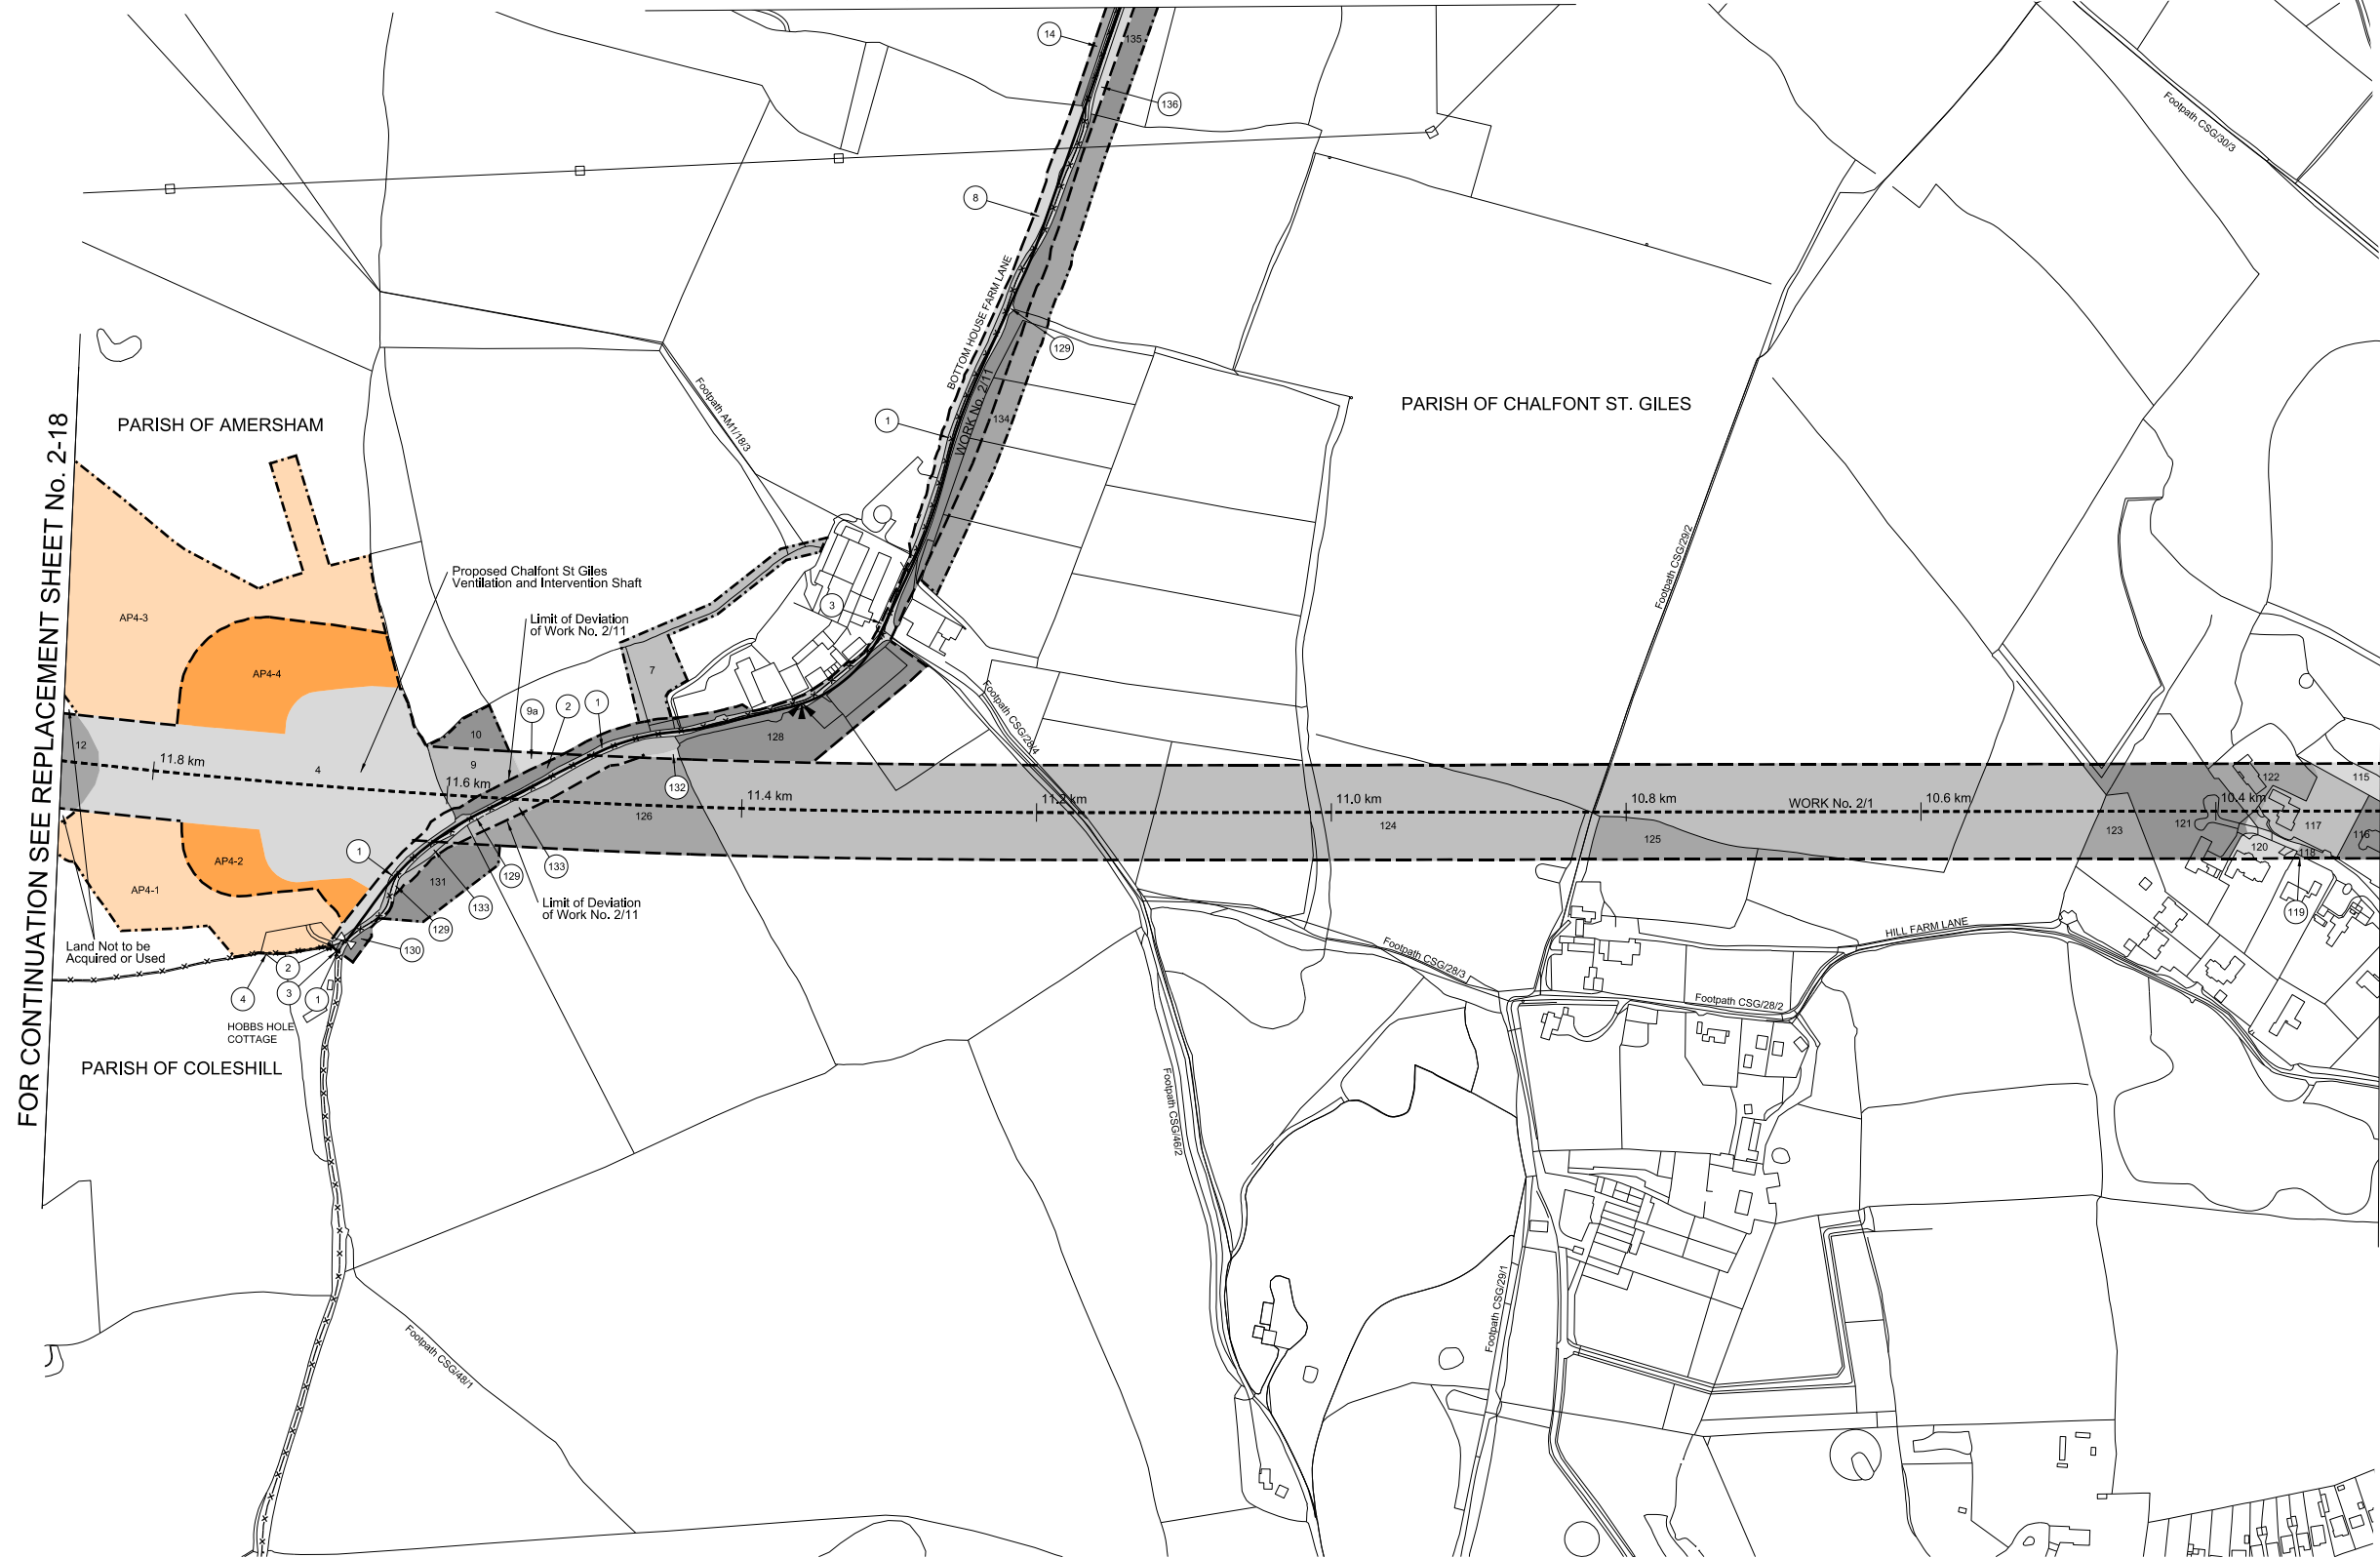 14
135
136
Footpath CSG/30/3
8
BOTTOM HOUSE FARM LANE
129
WORK No. 2/11
134
1
Footpath AM1/18/3
PARISH OF CHALFONT ST. GILES
PARISH OF AMERSHAM
FOR CONTINUATION SEE REPLACEMENT SHEET No. 2-18
Proposed Chalfont St Giles
Ventilation and Intervention Shaft
Limit of Deviation
of Work No. 2/11
AP4-3
AP4-4
3
7
Footpath CSG/29/2
Footpath CSG/28/4
9a
2
1
10
9
128
12
11.8 km
4
11.6 km
132
11.4 km
11.2 km
11.0 km
10.8 km
WORK No. 2/1
10.6 km
10.4 km
122
115
126
124
125
123
121
117
116
118
120
119
1
AP4-2
AP4-1
131
133
129
133
129
130
Limit of Deviation
of Work No. 2/11
Land Not to be
Acquired or Used
2
4
3
1
HOBBS HOLE
COTTAGE
PARISH OF COLESHILL
HILL FARM LANE
Footpath CSG/28/3
Footpath CSG/28/2
Footpath CSG/46/2
Footpath CSG/29/1
Footpath CSG/48/1